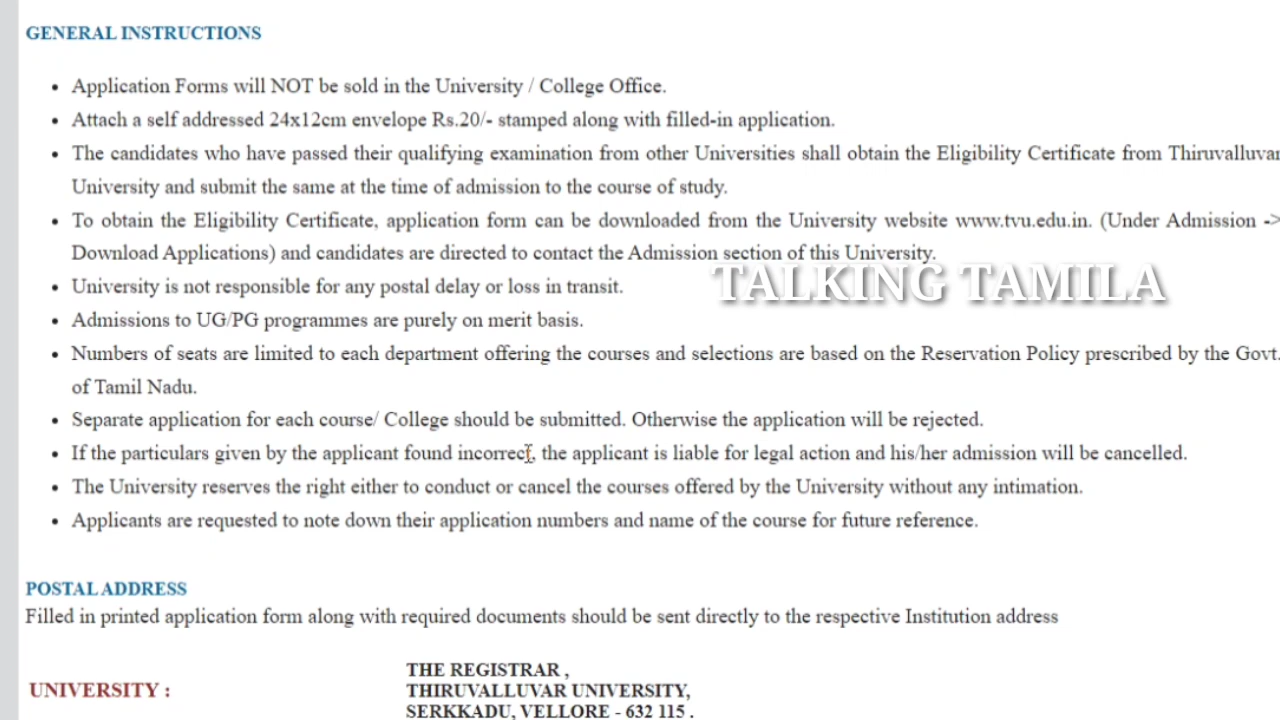 GENERAL INSTRUCTIONS
• Application Forms will NOT be sold in the University / College Office.
• Attach a self addressed 24x12cm envelope Rs.20/- stamped along with filled-in application.
• The candidates who have passed their qualifying examination from other Universities shall obtain the Eligibility Certificate from Thiruvalluvar
University and submit the same at the time of admission to the course of study.
• To obtain the Eligibility Certificate, application form can be downloaded from the University website www.tvu.edu.in. (Under Admission ->
Download Applications) and candidates are directed to contact the Admission section of this University.
TALKING TAMILA
• University is not responsible for any postal delay or loss in transit.
• Admissions to UG/PG programmes are purely on merit basis.
• Numbers of seats are limited to each department offering the courses and selections are based on the Reservation Policy prescribed by the Govt.
of Tamil Nadu.
• Separate application for each course/ College should be submitted. Otherwise the application will be rejected.
• If the particulars given by the applicant found incorrect, the applicant is liable for legal action and his/her admission will be cancelled.
• The University reserves the right either to conduct or cancel the courses offered by the University without any intimation.
• Applicants are requested to note down their application numbers and name of the course for future reference.
POSTAL ADDRESS
Filled in printed application form along with required documents should be sent directly to the respective Institution address
THE REGISTRAR ,
UNIVERSITY : THIRUVALLUVAR UNIVERSITY,
SERKKADU, VELLORE - 632 115 .